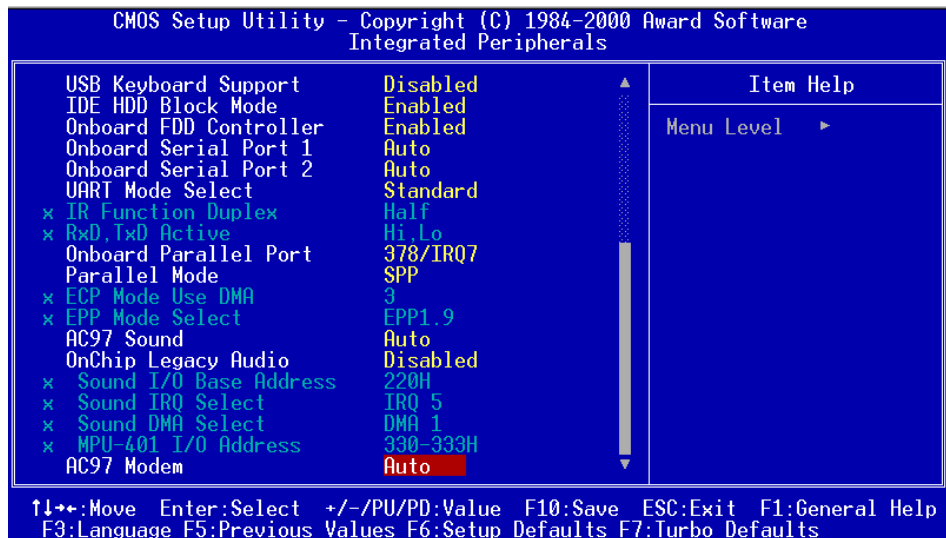 CMOS Setup Utility – Copyright (C) 1984-2000 Award Software
Integrated Peripherals
USB Keyboard Support Disabled
IDE HDD Block Mode Enabled
Onboard FDD Controller Enabled
Onboard Serial Port 1 Auto
Onboard Serial Port 2 Auto
UART Mode Select Standard
x IR Function Duplex Half
x RxD,TxD Active Hi,Lo
Onboard Parallel Port 378/IRQ7
Parallel Mode SPP
x ECP Mode Use DMA 3
x EPP Mode Select EPP1.9
AC97 Sound Auto
OnChip Legacy Audio Disabled
x Sound I/O Base Address 220H
x Sound IRQ Select IRQ 5
x Sound DMA Select DMA 1
x MPU-401 I/O Address 330-333H
AC97 Modem Auto
Item Help
Menu Level ►
↑↓→←:Move Enter:Select +/-/PU/PD:Value F10:Save ESC:Exit F1:General Help
F3:Language F5:Previous Values F6:Setup Defaults F7:Turbo Defaults